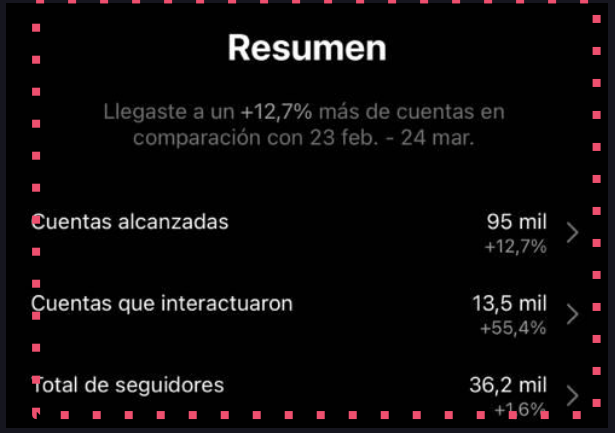 Resumen
Llegaste a un +12,7% más de cuentas en
comparación con 23 feb. - 24 mar.
Cuentas alcanzadas 95 mil
+12,7%
Cuentas que interactuaron 13,5 mil
+55,4%
Total de seguidores 36,2 mil
+1,6%